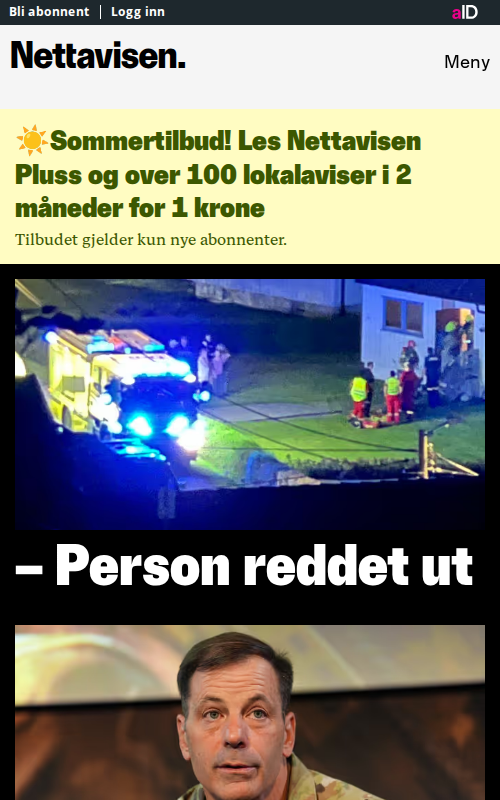 Bli abonnent | Logg inn
aID
Nettavisen.
Meny
☀️Sommertilbud! Les Nettavisen
Pluss og over 100 lokalaviser i 2
måneder for 1 krone
Tilbudet gjelder kun nye abonnenter.
– Person reddet ut